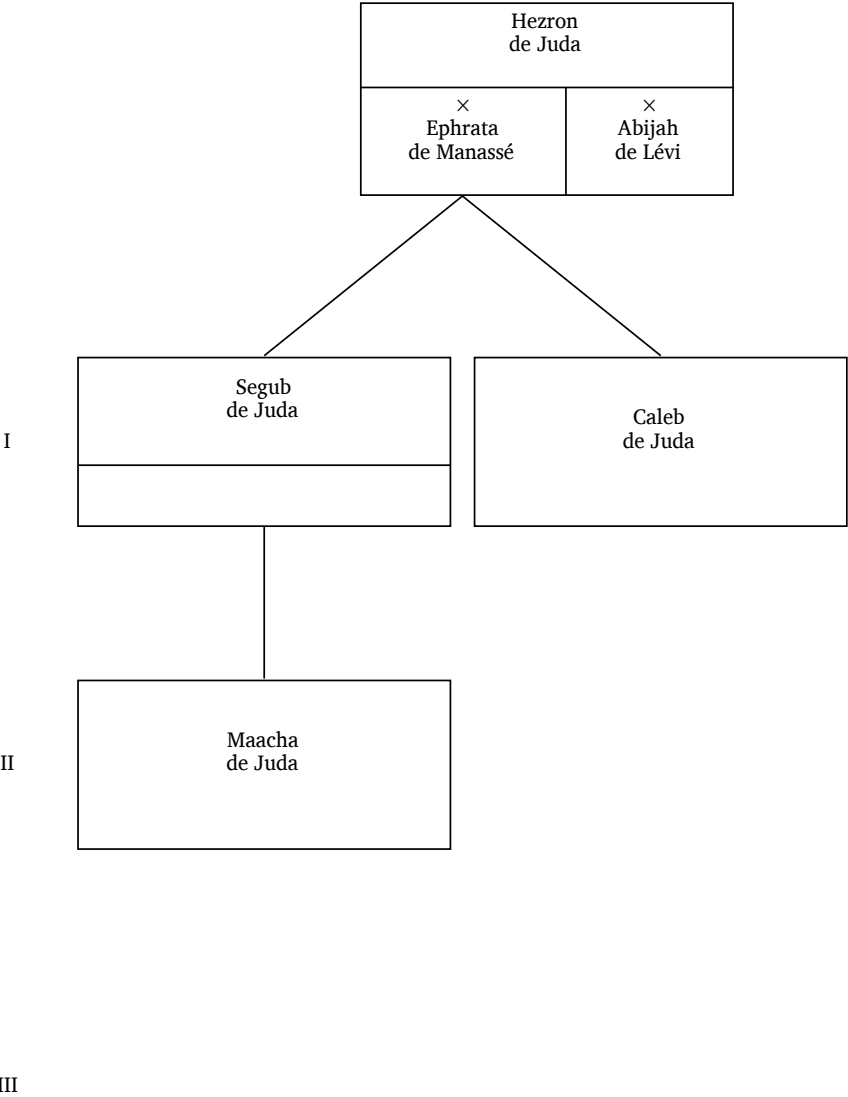 Hezron
de Juda
×
Ephrata
de Manassé
×
Abijah
de Lévi
I
Segub
de Juda
Caleb
de Juda
II
Maacha
de Juda
III